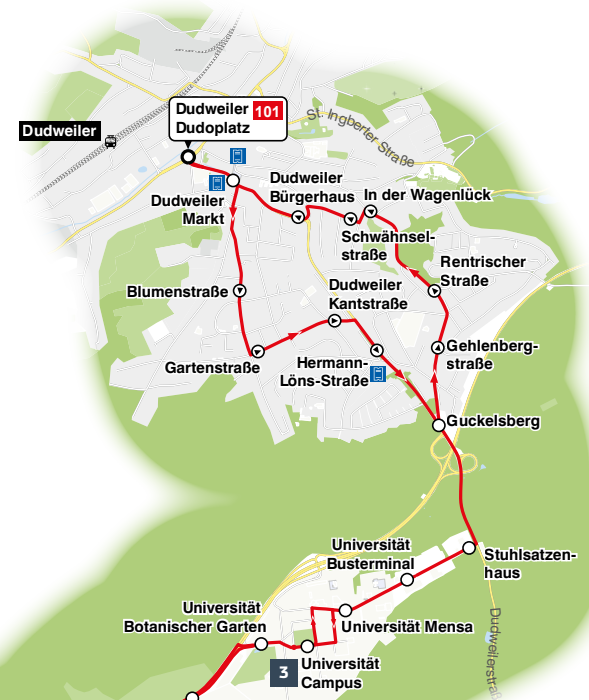 Dudweiler 101
Dudoplatz
Dudweiler
St. Ingberter Straße
Dudweiler
Bürgerhaus
In der Wagenlück
Dudweiler
Markt
Schwähnsel-
straße
Rentrischer
Straße
Blumenstraße
Dudweiler
Kantstraße
Gartenstraße
Hermann-
Löns-Straße
Gehlenberg-
straße
Guckelsberg
Universität
Busterminal
Stuhlsatzen-
haus
Universität
Botanischer Garten
Universität Mensa
Dudweilerstraß
3
Universität
Campus